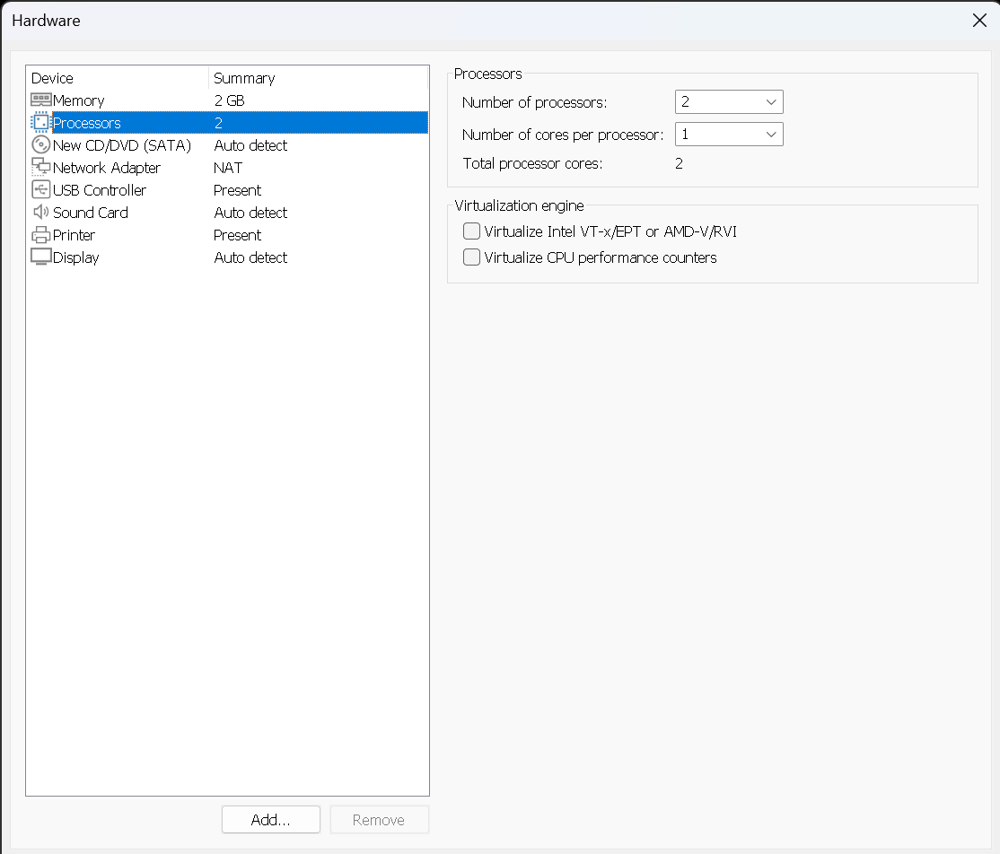 Hardware
Device Summary
Memory 2 GB
Processors 2
New CD/DVD (SATA) Auto detect
Network Adapter NAT
USB Controller Present
Sound Card Auto detect
Printer Present
Display Auto detect
Add...
Remove
Processors
Number of processors: 2
Number of cores per processor: 1
Total processor cores: 2
Virtualization engine
Virtualize Intel VT-x/EPT or AMD-V/RVI
Virtualize CPU performance counters